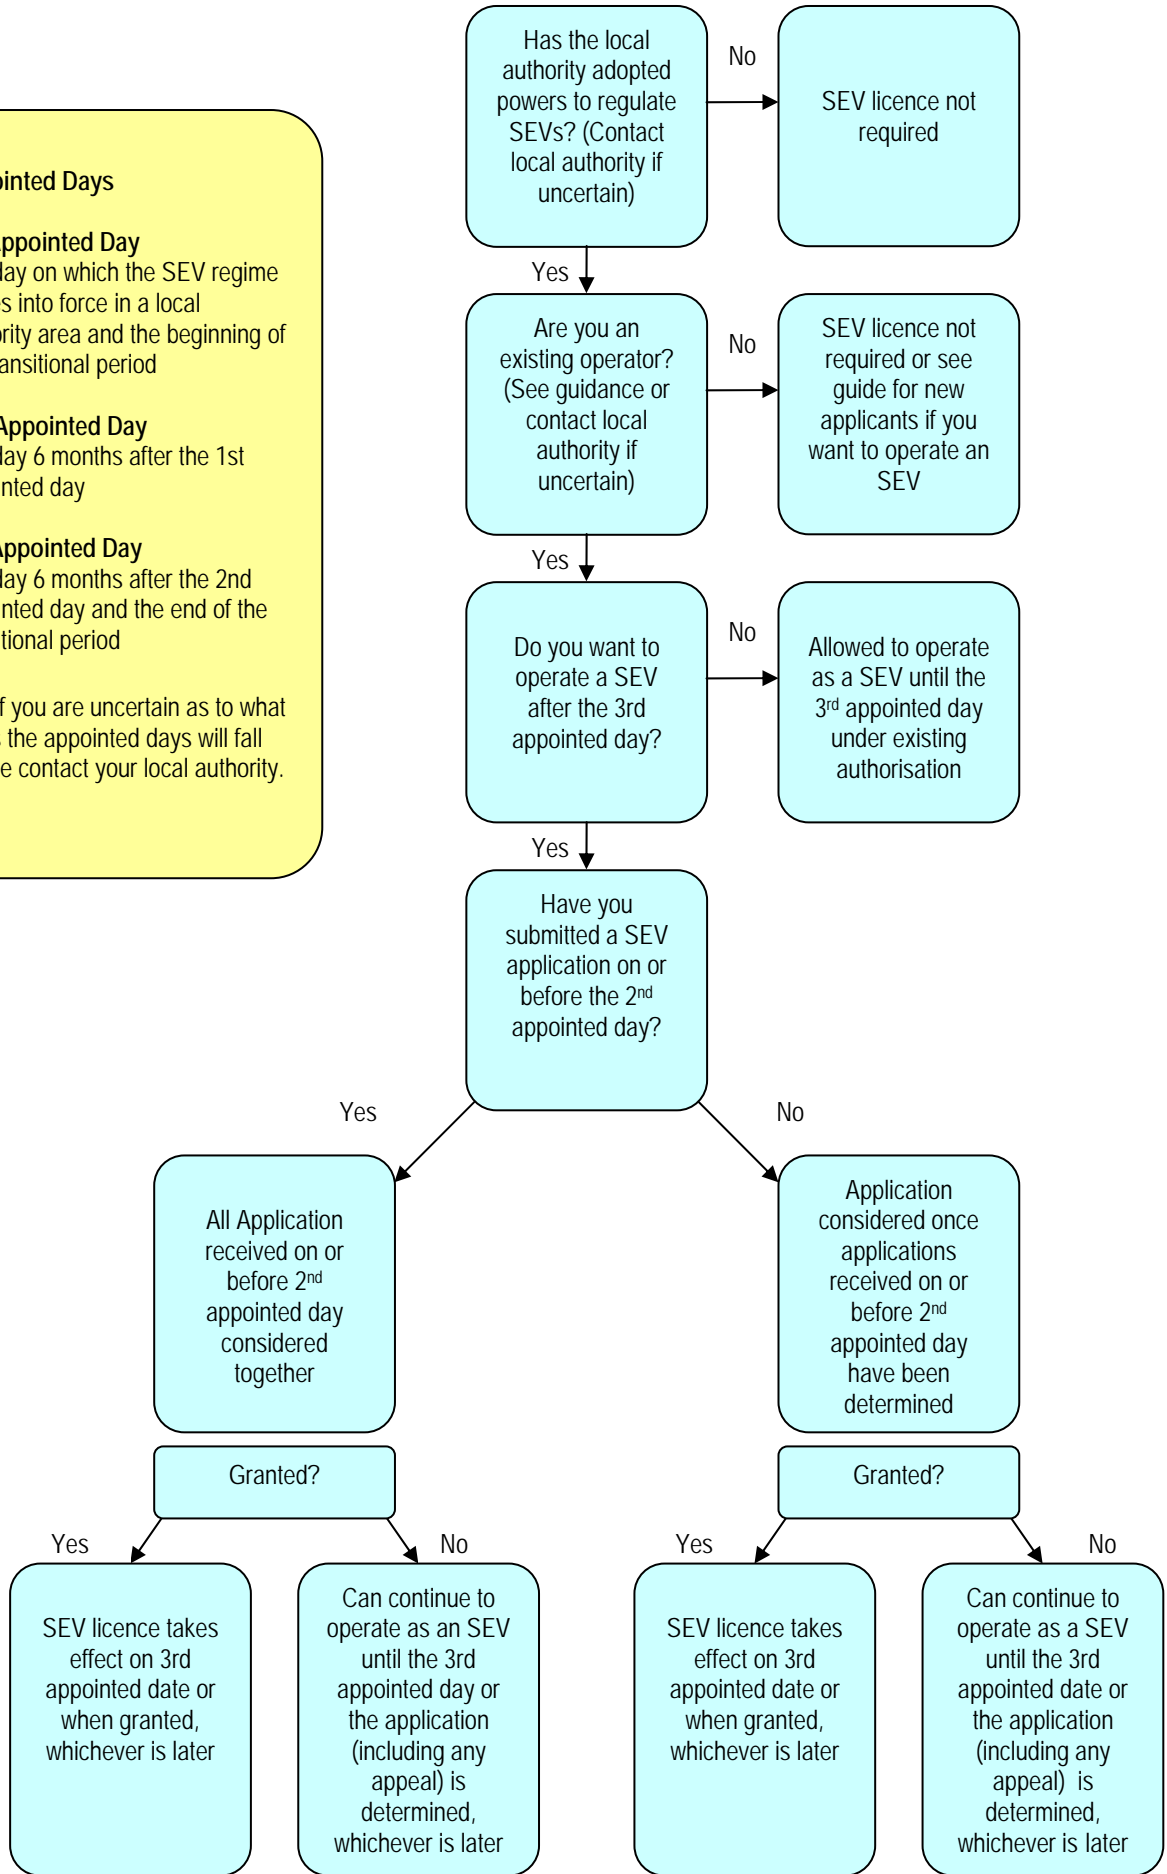 Has the local
authority adopted
powers to regulate
SEVs? (Contact
local authority if
uncertain)
No
SEV licence not
required
Days
Appointed Day
day on which the SEV regime
into force in a local
area and the beginning of
Appointed Day
day 6 months after the 1st
day
Appointed Day
day 6 months after the 2nd
day and the end of the
period
if you are uncertain as to what
the appointed days will fall
contact your local authority.
Yes
Are you an
existing operator?
(See guidance or
contact local
authority if
uncertain)
No
SEV licence not
required or see
guide for new
applicants if you
want to operate an
SEV
Yes
Do you want to
operate a SEV
after the 3rd
appointed day?
No
Allowed to operate
as a SEV until the
3rd appointed day
under existing
authorisation
Yes
Have you
submitted a SEV
application on or
before the 2nd
appointed day?
Yes
No
All Application
received on or
before 2nd
appointed day
considered
together
Application
considered once
applications
received on or
before 2nd
appointed day
have been
determined
Granted?
Granted?
Yes
No
Yes
No
SEV licence takes
effect on 3rd
appointed date or
when granted,
whichever is later
Can continue to
operate as an SEV
until the 3rd
appointed day or
the application
(including any
appeal) is
determined,
whichever is later
SEV licence takes
effect on 3rd
appointed date or
when granted,
whichever is later
Can continue to
operate as a SEV
until the 3rd
appointed date or
the application
(including any
appeal)  is
determined,
whichever is later